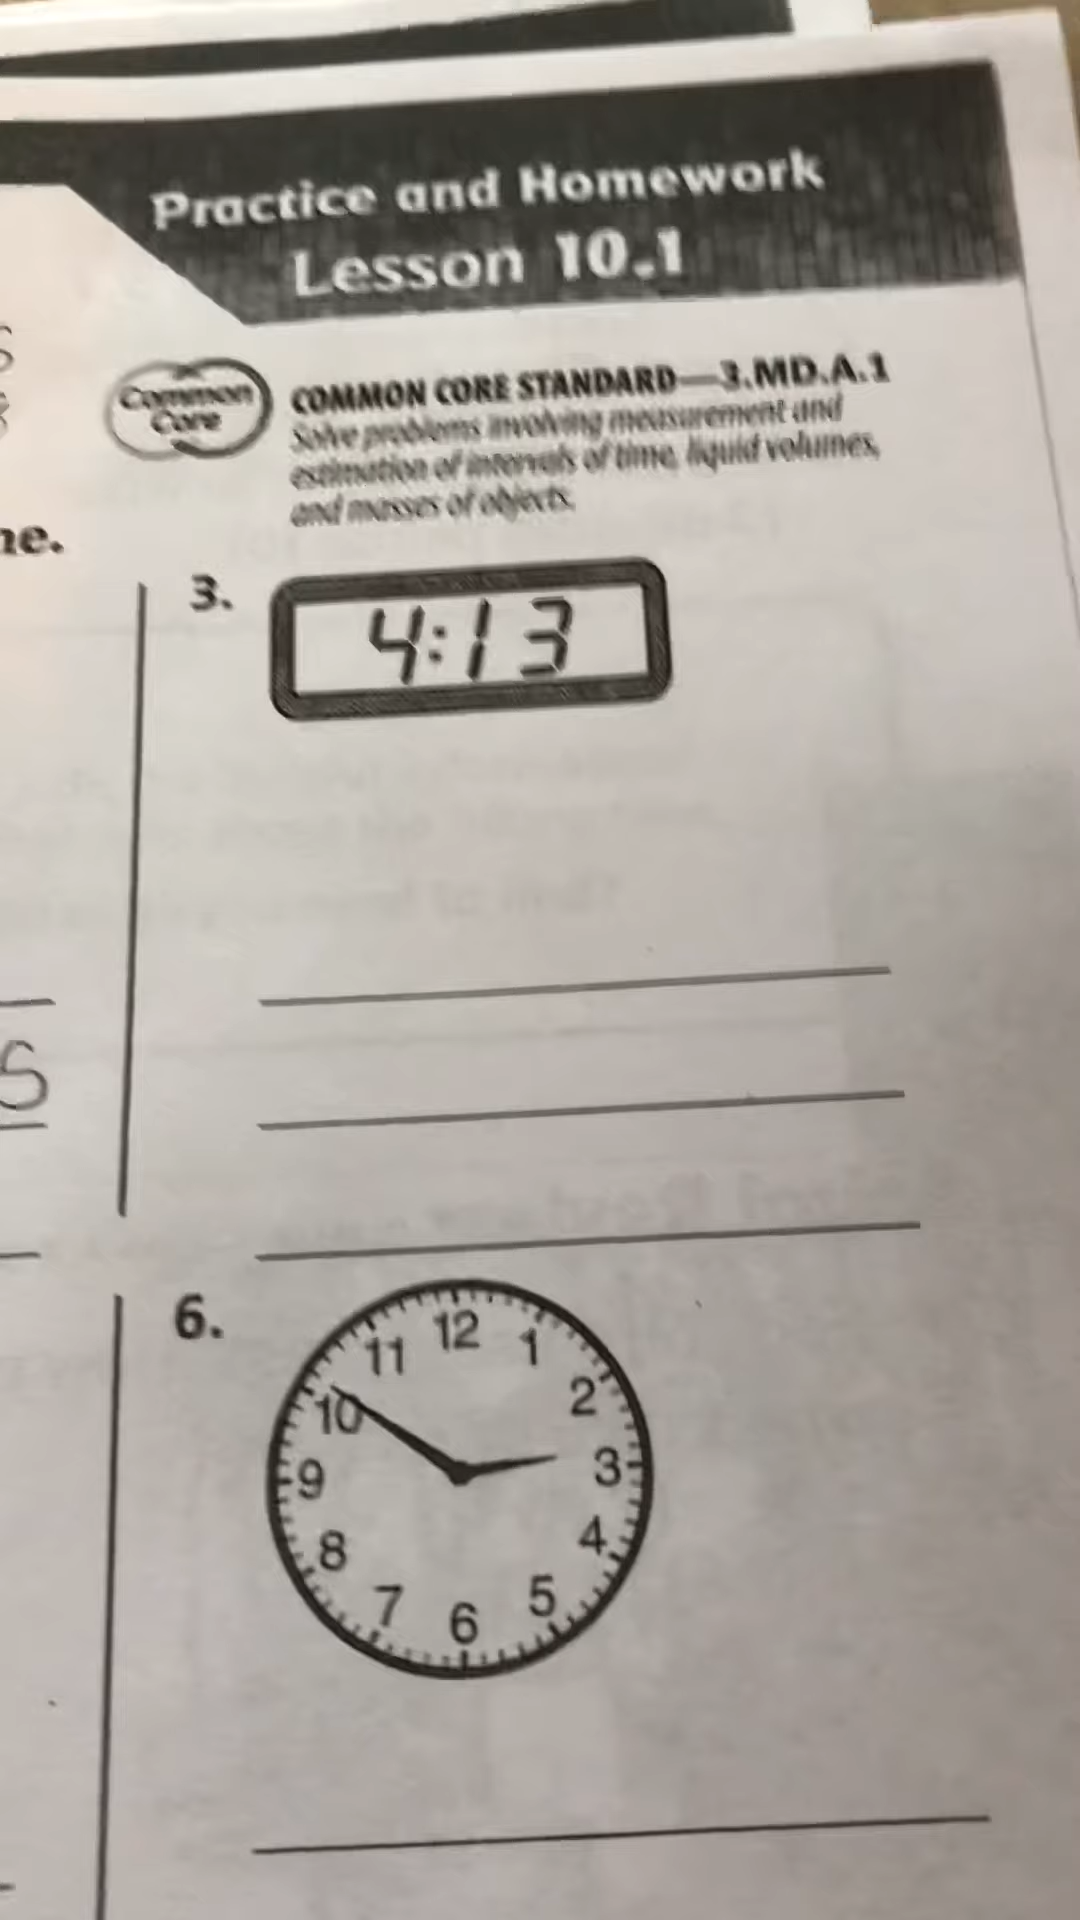 Practice and Homework
Lesson 10.1
Common
Core
COMMON CORE STANDARD—3.MD.A.1
Solve problems involving measurement and
estimation of intervals of time, liquid volumes,
and masses of objects.
3.
4:13
6.
12
11 1
10 2
9 3
8 4
7 5
6